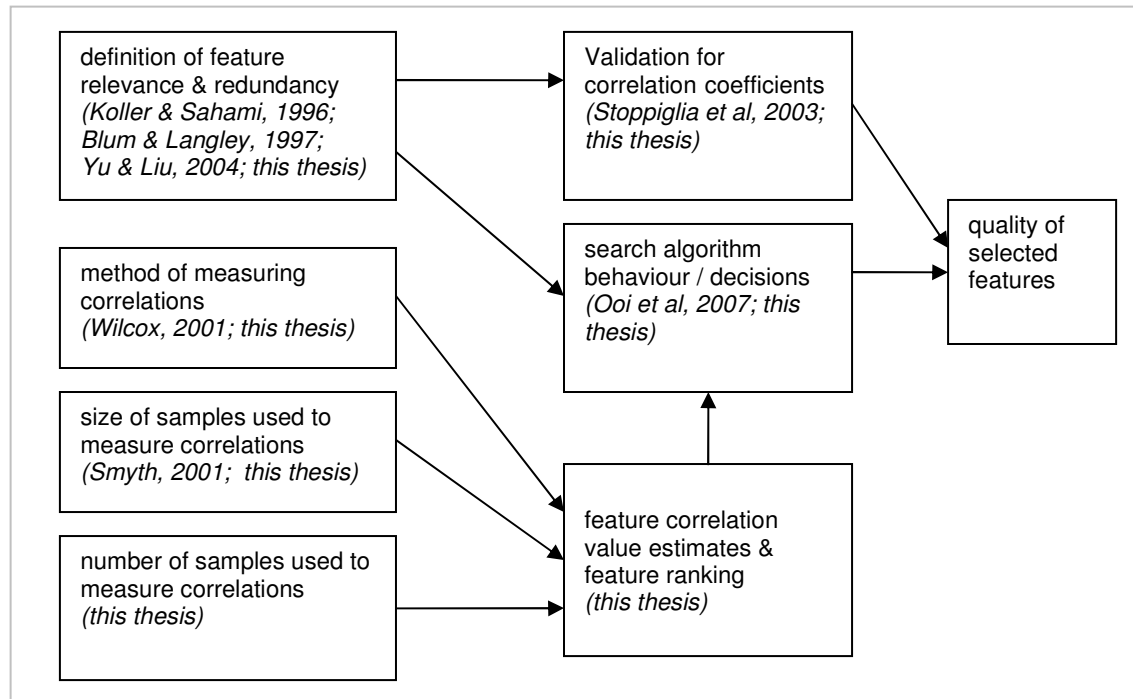 definition of feature
relevance & redundancy
(Koller & Sahami, 1996;
Blum & Langley, 1997;
Yu & Liu, 2004; this thesis)
method of measuring
correlations
(Wilcox, 2001; this thesis)
size of samples used to
measure correlations
(Smyth, 2001;  this thesis)
number of samples used to
measure correlations
(this thesis)
Validation for
correlation coefficients
(Stoppiglia et al, 2003;
this thesis)
search algorithm
behaviour / decisions
(Ooi et al, 2007; this
thesis)
feature correlation
value estimates &
feature ranking
(this thesis)
quality of
selected
features